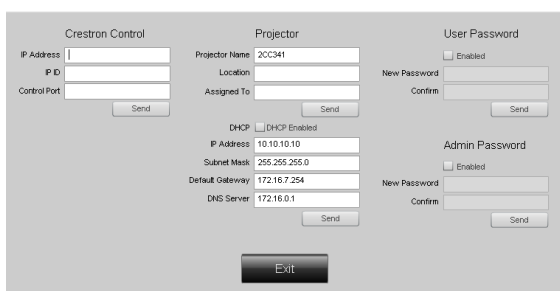 Crestron Control
IP Address
IP ID
Control Port
Send
Projector
Projector Name 2CC341
Location
Assigned To
Send
DHCP DHCP Enabled
IP Address 10.10.10.10
Subnet Mask 255.255.255.0
Default Gateway 172.16.7.254
DNS Server 172.16.0.1
Send
User Password
Enabled
New Password
Confirm
Send
Admin Password
Enabled
New Password
Confirm
Send
Exit